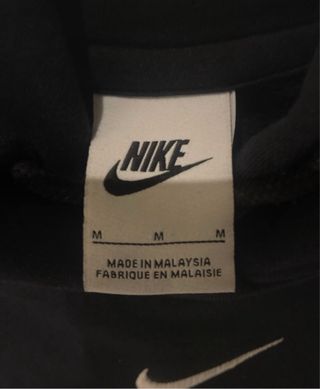 NIKE
M M M
MADE IN MALAYSIA
FABRIQUE EN MALAISIE